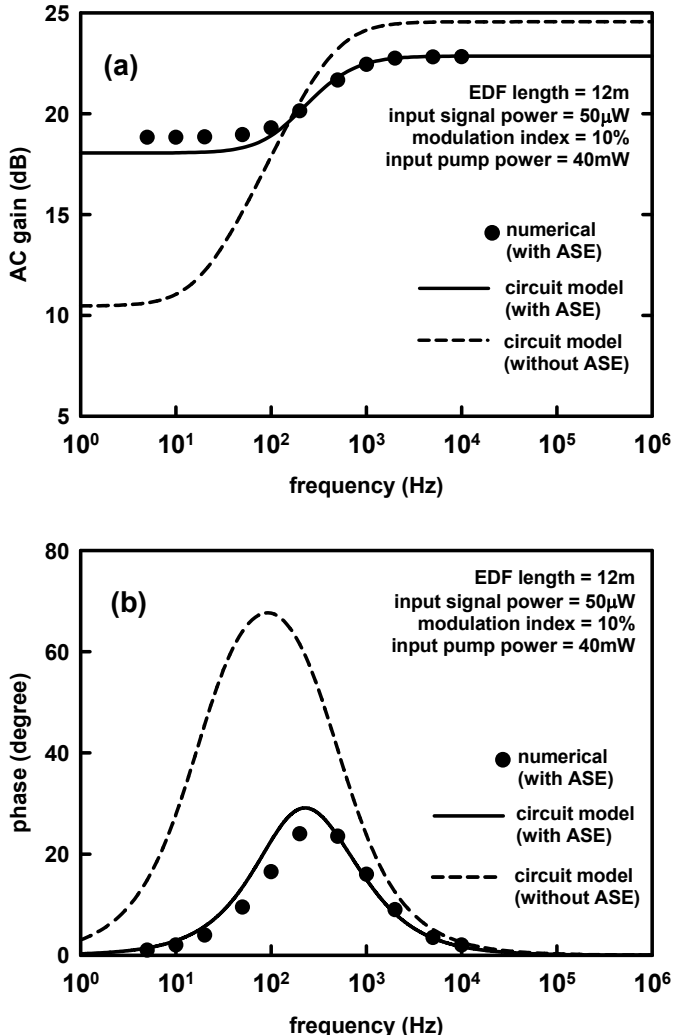 25
(a)
EDF length = 12m
input signal power = 50μW
modulation index = 10%
input pump power = 40mW
20
AC gain (dB)
15
numerical
(with ASE)
circuit model
(with ASE)
10
circuit model
(without ASE)
5
10⁰ 10¹ 10² 10³ 10⁴ 10⁵ 10⁶
frequency (Hz)
80
(b)
EDF length = 12m
input signal power = 50μW
modulation index = 10%
input pump power = 40mW
60
phase (degree)
40
numerical
(with ASE)
circuit model
(with ASE)
20
circuit model
(without ASE)
0
10⁰ 10¹ 10² 10³ 10⁴ 10⁵ 10⁶
frequency (Hz)